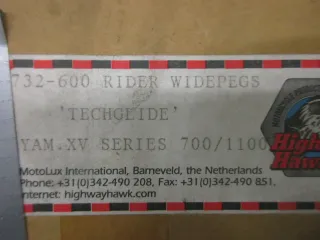 732-600 RIDER WIDEPEGS
'TECHGLIDE'
YAM.XV SERIES 700/1100
MotoLux International, Barneveld, the Netherlands
Phone: +31(0)342-490 208, Fax: +31(0)342-490 851,
Internet: highwayhawk.com
Highway
Hawk